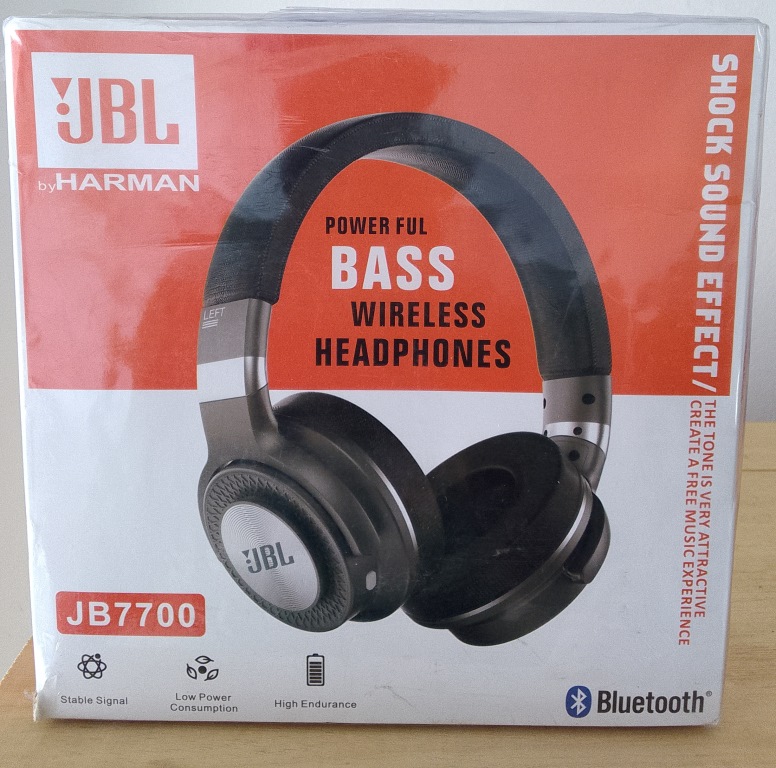 JBL
by HARMAN
POWER FUL
BASS
WIRELESS
HEADPHONES
LEFT
SHOCK SOUND EFFECT/
THE TONE IS VERY ATTRACTIVE
CREATE A FREE MUSIC EXPERIENCE
JBL
JB7700
Stable Signal
Low Power
Consumption
High Endurance
Bluetooth®